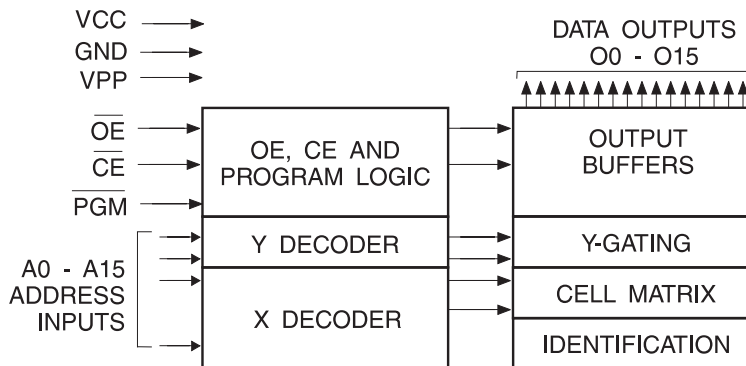 VCC
GND
VPP
OE
CE
PGM
A0 - A15
ADDRESS
INPUTS
OE, CE AND
PROGRAM LOGIC
Y DECODER
X DECODER
DATA OUTPUTS
O0 - O15
OUTPUT
BUFFERS
Y-GATING
CELL MATRIX
IDENTIFICATION